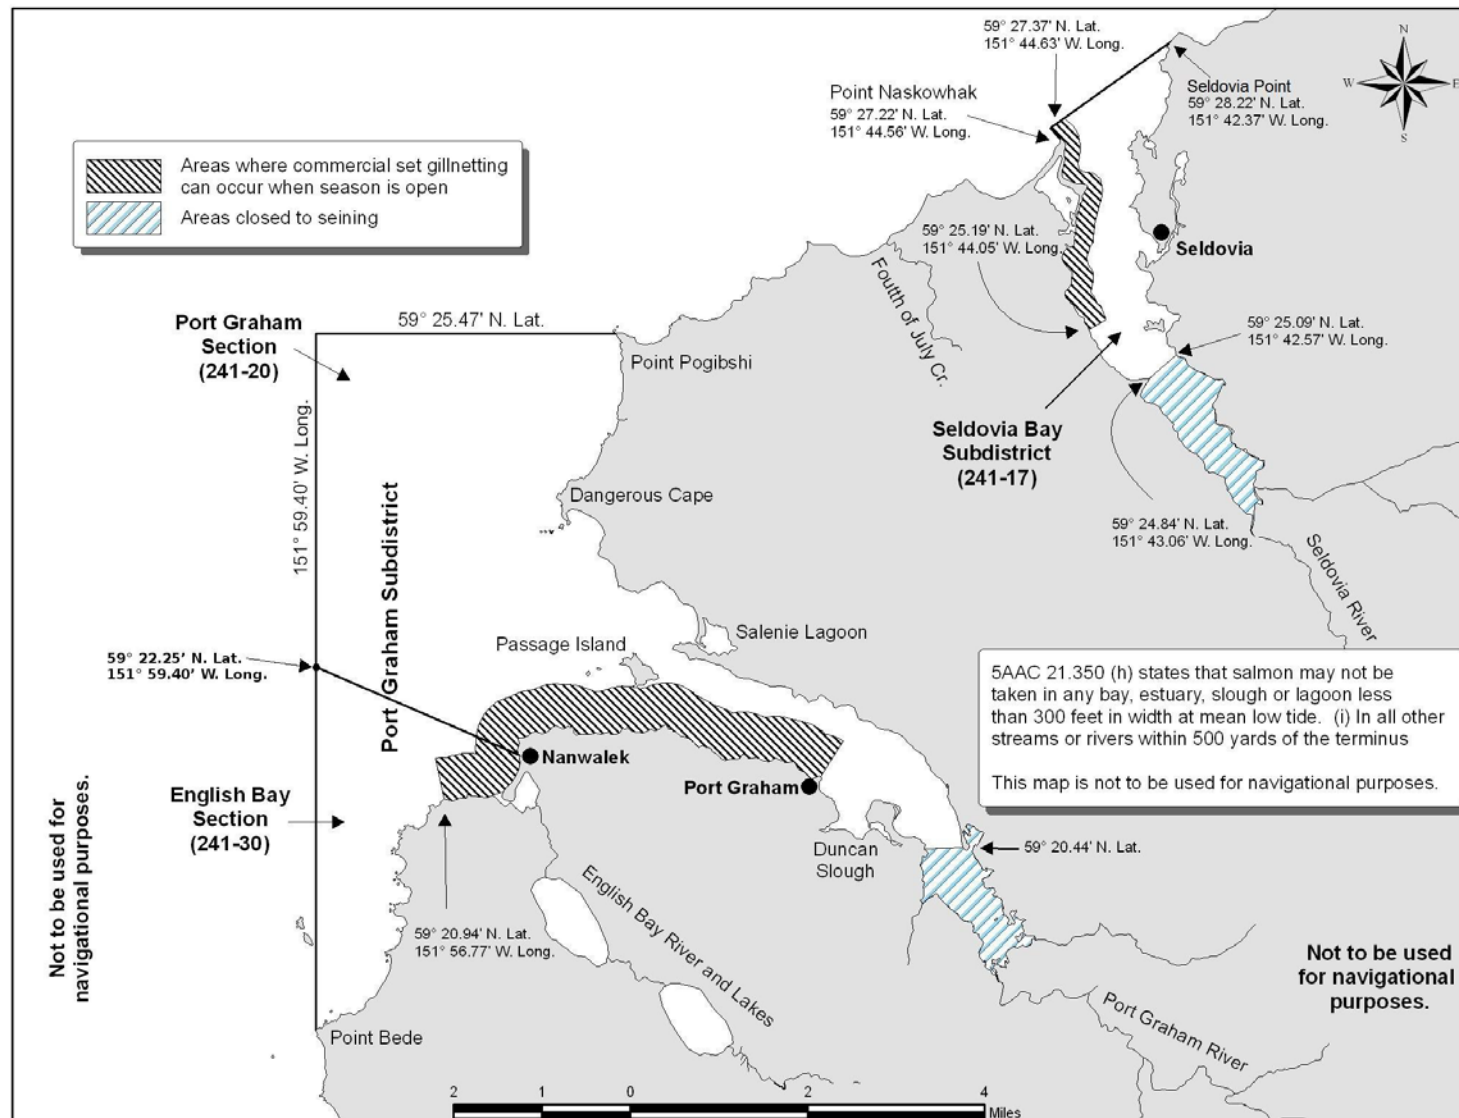 59° 27.37' N. Lat.
151° 44.63' W. Long.
N
W
E
S
Point Naskowhak
59° 27.22' N. Lat.
151° 44.56' W. Long.
Seldovia Point
59° 28.22' N. Lat.
151° 42.37' W. Long.
Areas where commercial set gillnetting
can occur when season is open
Areas closed to seining
59° 25.19' N. Lat.
151° 44.05' W. Long.
Seldovia
Foutth of July Cr.
Port Graham
Section
(241-20)
59° 25.47' N. Lat.
Point Pogibshi
59° 25.09' N. Lat.
151° 42.57' W. Long.
151° 59.40' W. Long.
Seldovia Bay
Subdistrict
(241-17)
Dangerous Cape
59° 24.84' N. Lat.
151° 43.06' W. Long.
Seldovia River
Port Graham Subdistrict
Passage Island
Salenie Lagoon
59° 22.25' N. Lat.
151° 59.40' W. Long.
5AAC 21.350 (h) states that salmon may not be
taken in any bay, estuary, slough or lagoon less
than 300 feet in width at mean low tide.  (i) In all other
streams or rivers within 500 yards of the terminus
This map is not to be used for navigational purposes.
Nanwalek
Port Graham
English Bay
Section
(241-30)
Not to be used for
navigational purposes.
Duncan
Slough
59° 20.44' N. Lat.
59° 20.94' N. Lat.
151° 56.77' W. Long.
English Bay River and Lakes
Not to be used
for navigational
purposes.
Port Graham River
Point Bede
2 1 0 2 4
Miles